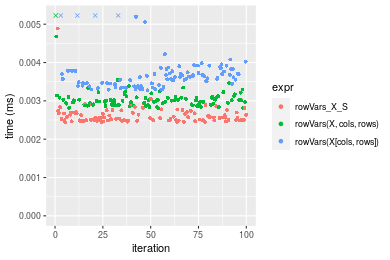 0.005
0.004
0.003
0.002
0.001
0.000
time (ms)
0
25
50
75
100
iteration
expr
rowVars_X_S
rowVars(X, cols, rows)
rowVars(X[cols, rows])